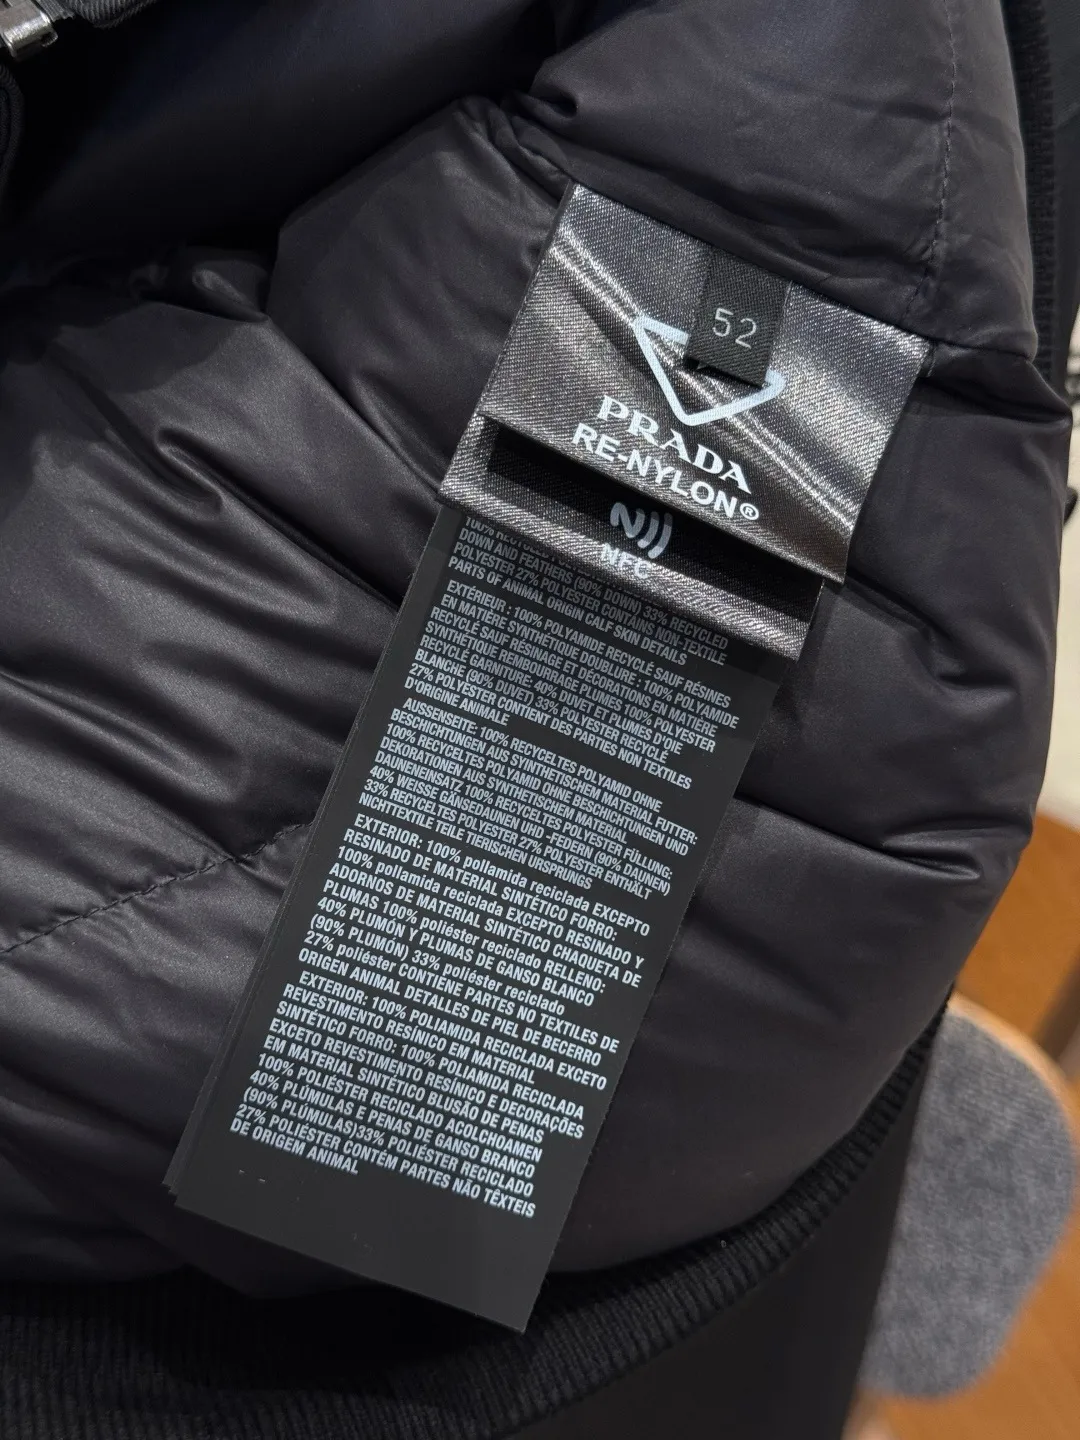 52
PRADA
RE-NYLON®
NFC
DOWN AND FEATHERS (90% DOWN) 33% RECYCLED
POLYESTER 27% POLYESTER CONTAINS NON-TEXTILE
PARTS OF ANIMAL ORIGIN CALF SKIN DETAILS
EXTÉRIEUR : 100% POLYAMIDE RECYCLÉ SAUF RÉSINES
EN MATIÈRE SYNTHÉTIQUE DOUBLURE : 100% POLYAMIDE
RECYCLÉ SAUF RÉSINAGE ET DÉCORATIONS EN MATIÈRE
SYNTHÉTIQUE REMBOURRAGE PLUMES 100% POLYESTER
RECYCLÉ GARNITURE: 40% DUVET ET PLUMES D'OIE
BLANCHE (90% DUVET) 33% POLYESTER RECYCLÉ
27% POLYESTER CONTIENT DES PARTIES NON TEXTILES
D'ORIGINE ANIMALE
AUSSENSEITE: 100% RECYCELTES POLYAMID OHNE
BESCHICHTUNGEN AUS SYINTHETISCHEM MATERIAL FUTTER:
100% RECYCELTES POLYAMID OHNE BESCHICHTUNGEN UND
DEKORATIONEN AUS SYNTHETISCHEM MATERIAL
DAUNENEINSATZ 100% RECYCELTES POLYESTER FÜLLUNG:
40% WEISSE GÄNSEDAUNEN UHD -FEDERN (90% DAUNEN)
33% RECYCELTES POLYESTER 27% POLYESTER ENTHÄLT
NICHTTEXTILE TEILE TIERISCHEN URSPRUNGS
EXTERIOR: 100% poliamida reciclada EXCEPTO
RESINADO DE MATERIAL SINTÉTICO FORRO:
100% poliamida reciclada EXCEPTO RESINADO Y
ADORNOS DE MATERIAL SINTÉTICO CHAQUETA DE
PLUMAS 100% poliéster reciclado RELLENO:
40% PLUMÓN Y PLUMAS DE GANSO BLANCO
(90% PLUMÓN) 33% poliéster reciclado
27% poliéster CONTIENE PARTES NO TEXTILES DE
ORIGEN ANIMAL DETALLES DE PIEL DE BECERRO
EXTERIOR: 100% POLIAMIDA RECICLADA EXCETO
REVESTIMENTO RESÍNICO EM MATERIAL
SINTÉTICO FORRO: 100% POLIAMIDA RECICLADA
EXCETO REVESTIMENTO RESÍNICO E DECORAÇÕES
EM MATERIAL SINTÉTICO BLUSÃO DE PENAS
100% POLIÉSTER RECICLADO ACOLCHOAMEN
40% PLÚMULAS E PENAS DE GANSO BRANCO
(90% PLÚMULAS)33% POLIÉSTER RECICLADO
27% POLIÉSTER CONTÉM PARTES NÃO TÊXTEIS
DE ORIGEM ANIMAL